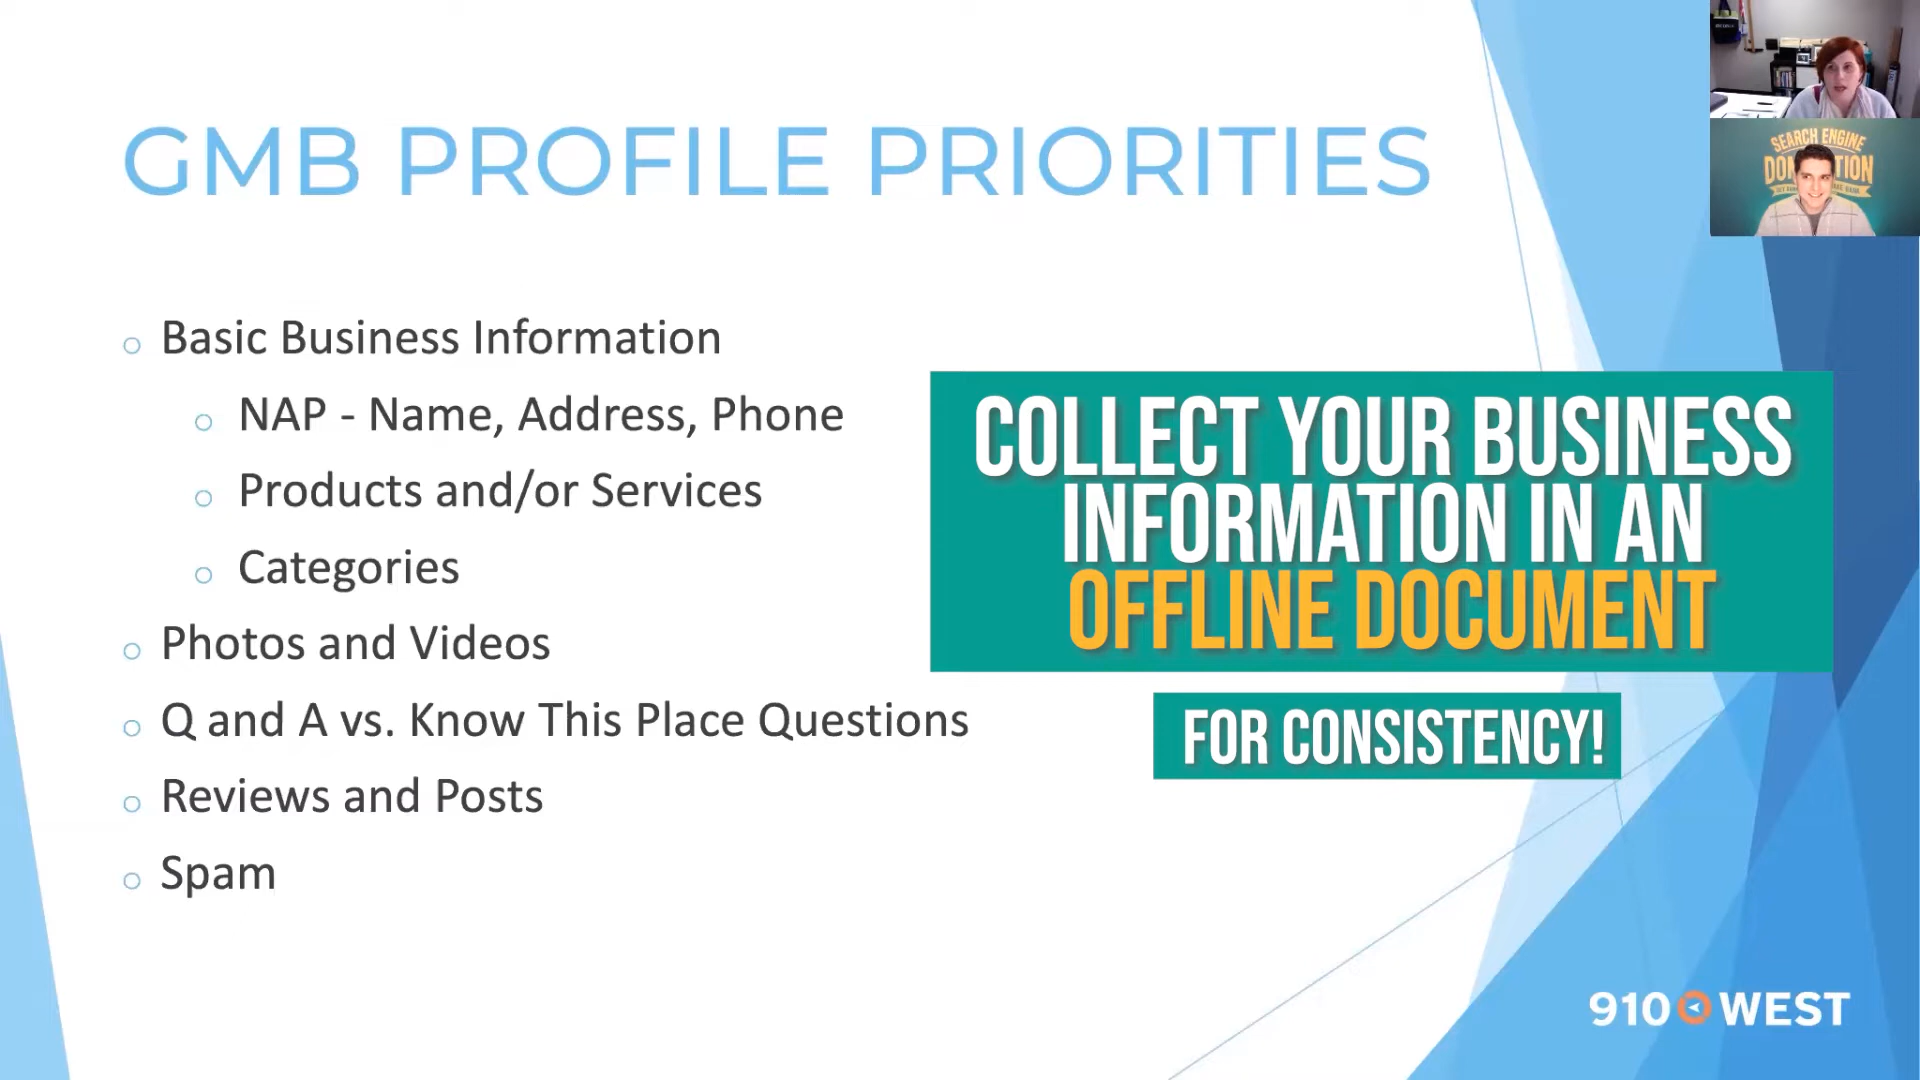 GMB PROFILE PRIORITIES
Basic Business Information
NAP - Name, Address, Phone
Products and/or Services
Categories
Photos and Videos
Q and A vs. Know This Place Questions
Reviews and Posts
Spam
COLLECT YOUR BUSINESS
INFORMATION IN AN
OFFLINE DOCUMENT
FOR CONSISTENCY!
SEARCH ENGINE
910 WEST